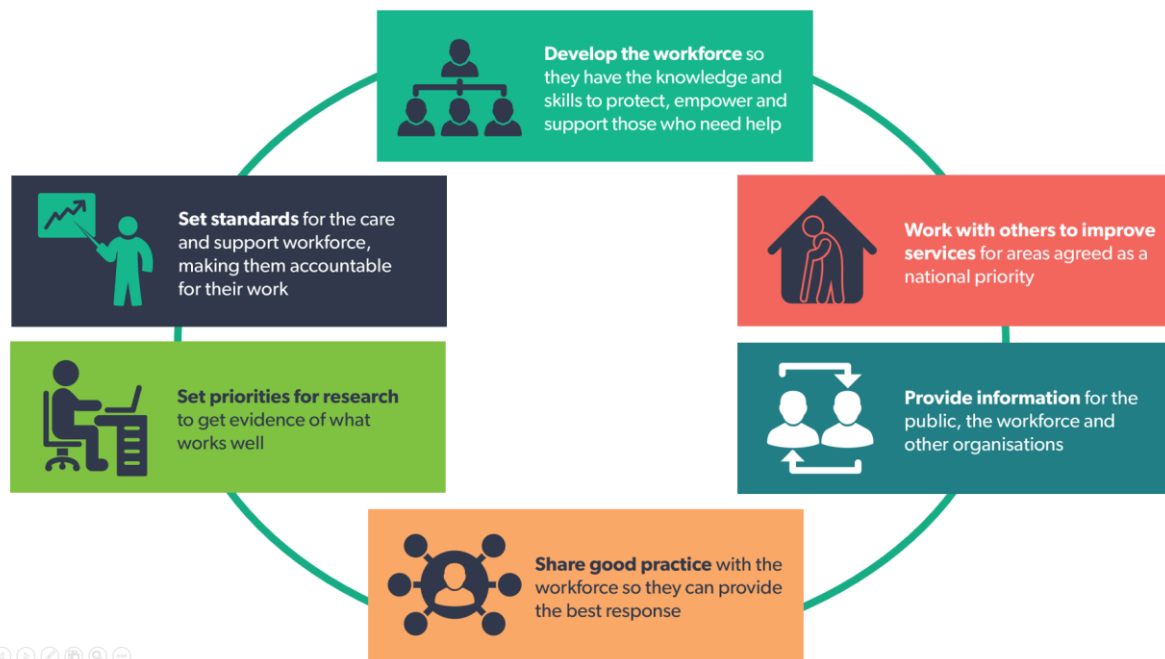 Develop the workforce so
they have the knowledge and
skills to protect, empower and
support those who need help
Set standards for the care
and support workforce,
making them accountable
for their work
Work with others to improve
services for areas agreed as a
national priority
Set priorities for research
to get evidence of what
works well
Provide information for the
public, the workforce and
other organisations
Share good practice with the
workforce so they can provide
the best response